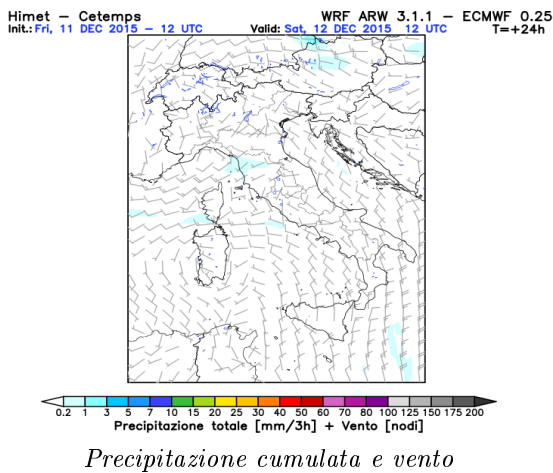 Himet – Cetemps WRF ARW 3.1.1 – ECMWF 0.25
Init.: Fri, 11 DEC 2015 – 12 UTC Valid: Sat, 12 DEC 2015 12 UTC T=+24h
0.2 1 3 5 7 10 15 20 25 30 40 50 60 70 80 100 125 150 175 200
Precipitazione totale [mm/3h] + Vento [nodi]
Precipitazione cumulata e vento